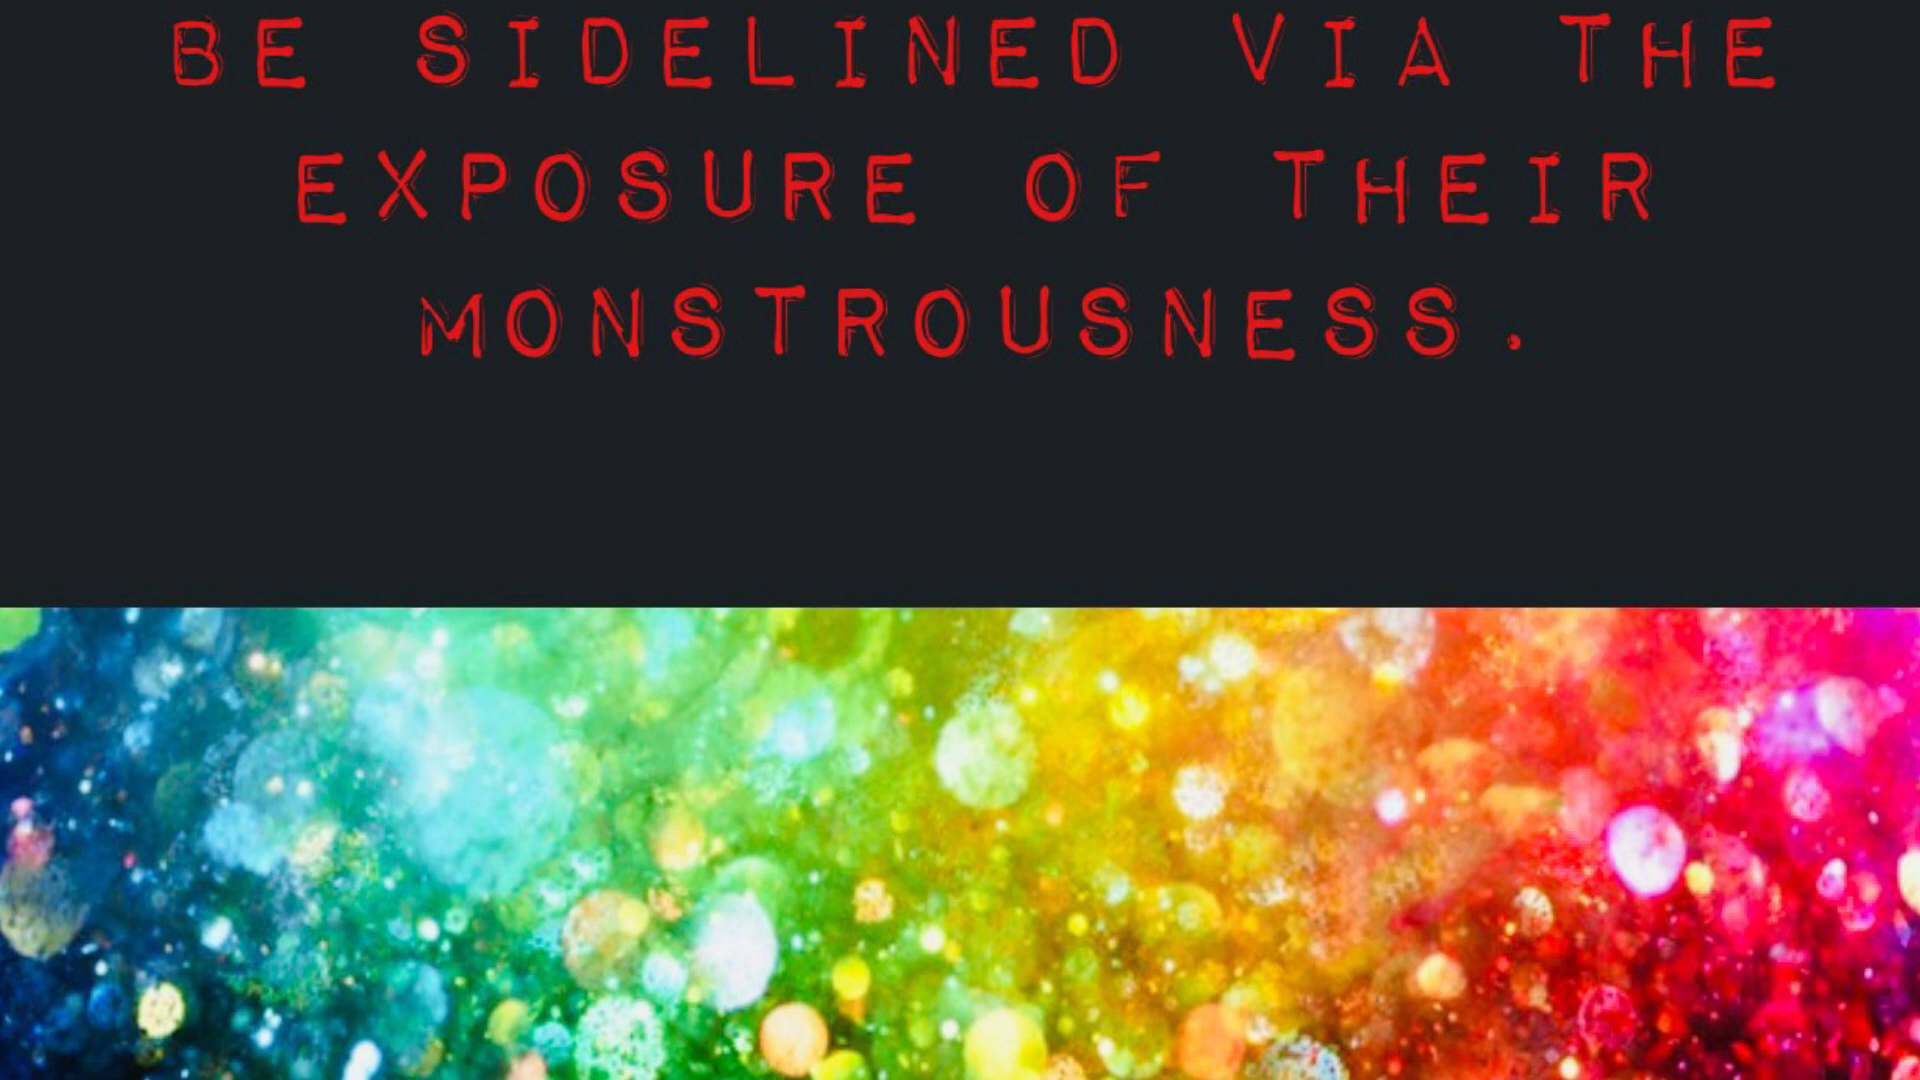 BE SIDELINED VIA THE
EXPOSURE OF THEIR
MONSTROUSNESS.